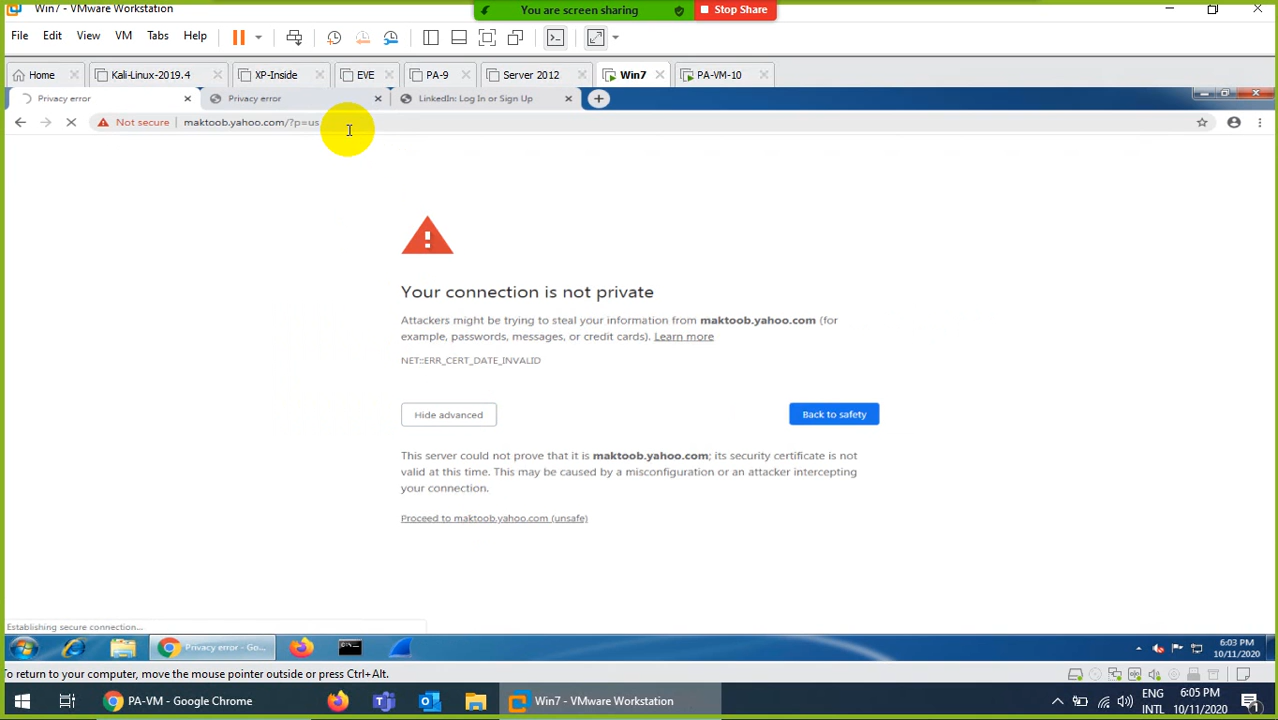 Win7 - VMware Workstation
You are screen sharing
Stop Share
File Edit View VM Tabs Help
Home Kali-Linux-2019.4 XP-Inside EVE PA-9 Server 2012 Win7 PA-VM-10
Privacy error Privacy error LinkedIn: Log In or Sign Up
Not secure maktoob.yahoo.com/?p=us
Your connection is not private
Attackers might be trying to steal your information from maktoob.yahoo.com (for
example, passwords, messages, or credit cards). Learn more
NET::ERR_CERT_DATE_INVALID
Hide advanced Back to safety
This server could not prove that it is maktoob.yahoo.com; its security certificate is not
valid at this time. This may be caused by a misconfiguration or an attacker intercepting
your connection.
Proceed to maktoob.yahoo.com (unsafe)
Establishing secure connection...
Privacy error - Go...
6:03 PM
10/11/2020
To return to your computer, move the mouse pointer outside or press Ctrl+Alt.
PA-VM - Google Chrome
Win7 - VMware Workstation
ENG
INTL
6:05 PM
10/11/2020
1